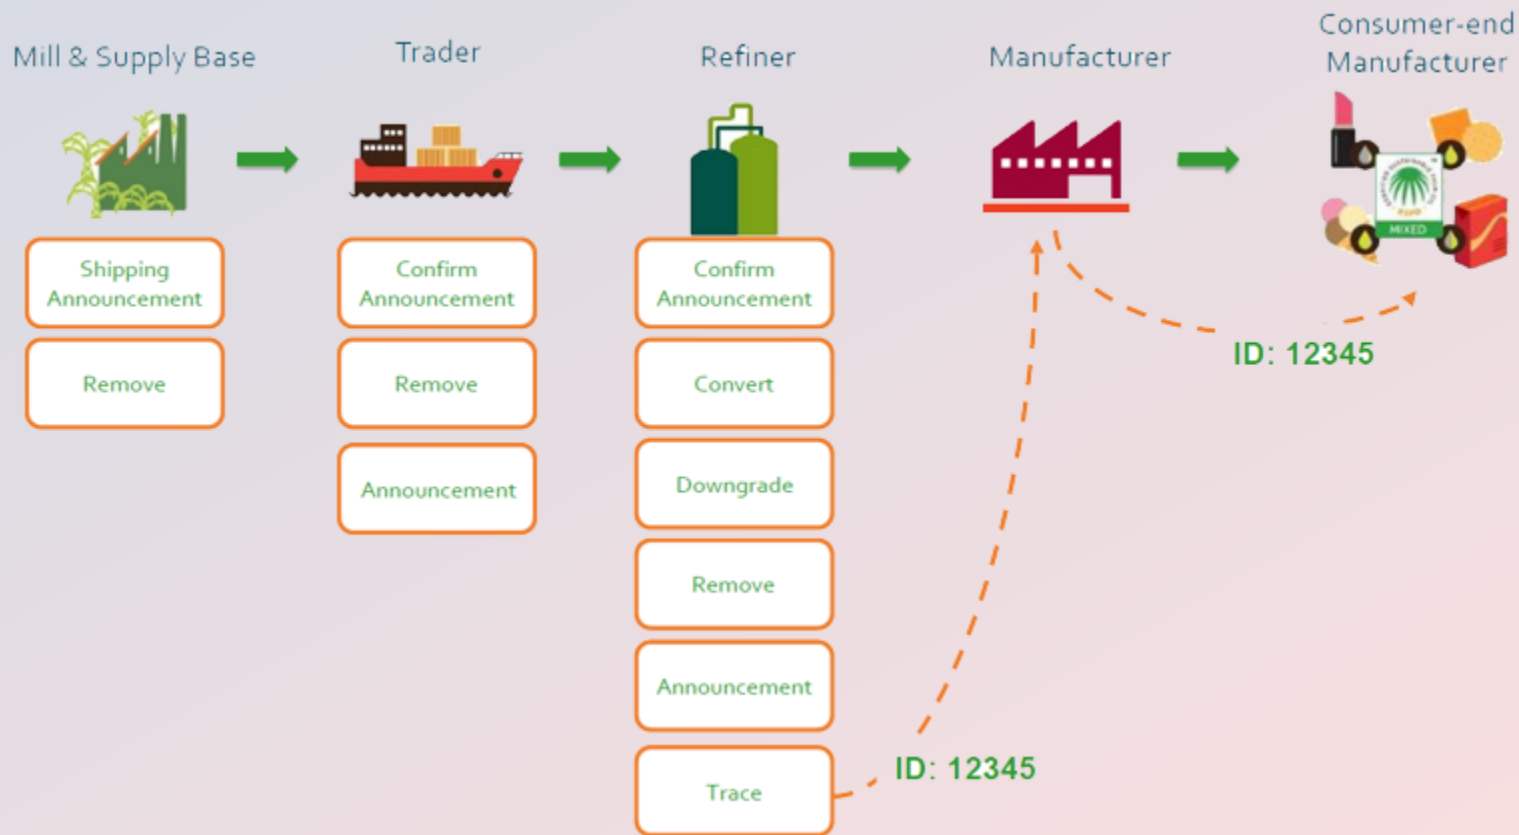 Mill & Supply Base
Trader
Refiner
Manufacturer
Consumer-end
Manufacturer
RSPO
MIXED
Shipping
Announcement
Remove
Confirm
Announcement
Remove
Announcement
Confirm
Announcement
Convert
Downgrade
Remove
Announcement
Trace
ID: 12345
ID: 12345